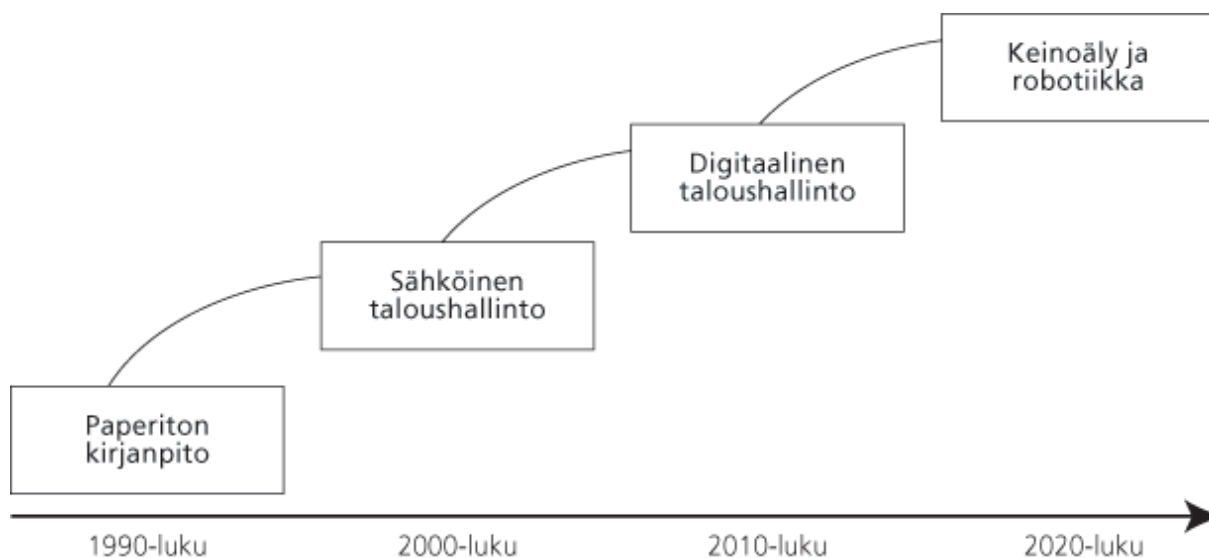 Keinoäly ja
robotiikka
Digitaalinen
taloushallinto
Sähköinen
taloushallinto
Paperiton
kirjanpito
1990-luku
2000-luku
2010-luku
2020-luku